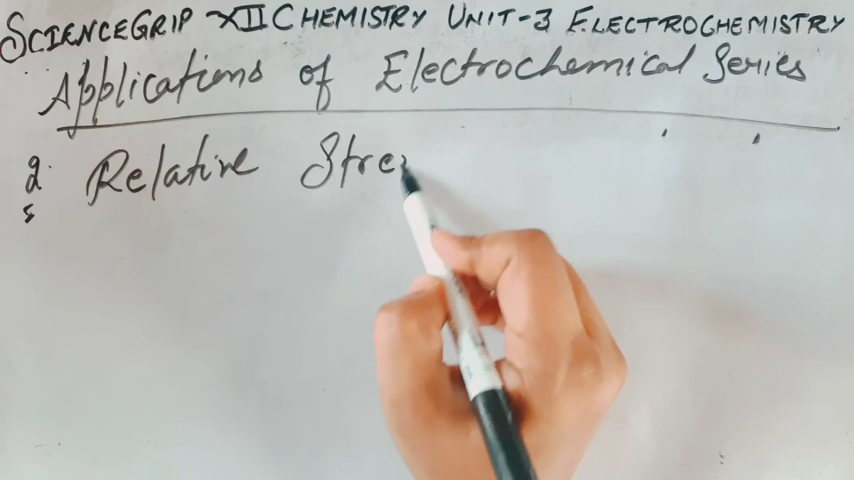 SCIENCEGRIP XII CHEMISTRY UNIT-3 ELECTROCHEMISTRY
Applications of Electrochemical Series
2. Relative Stre
s